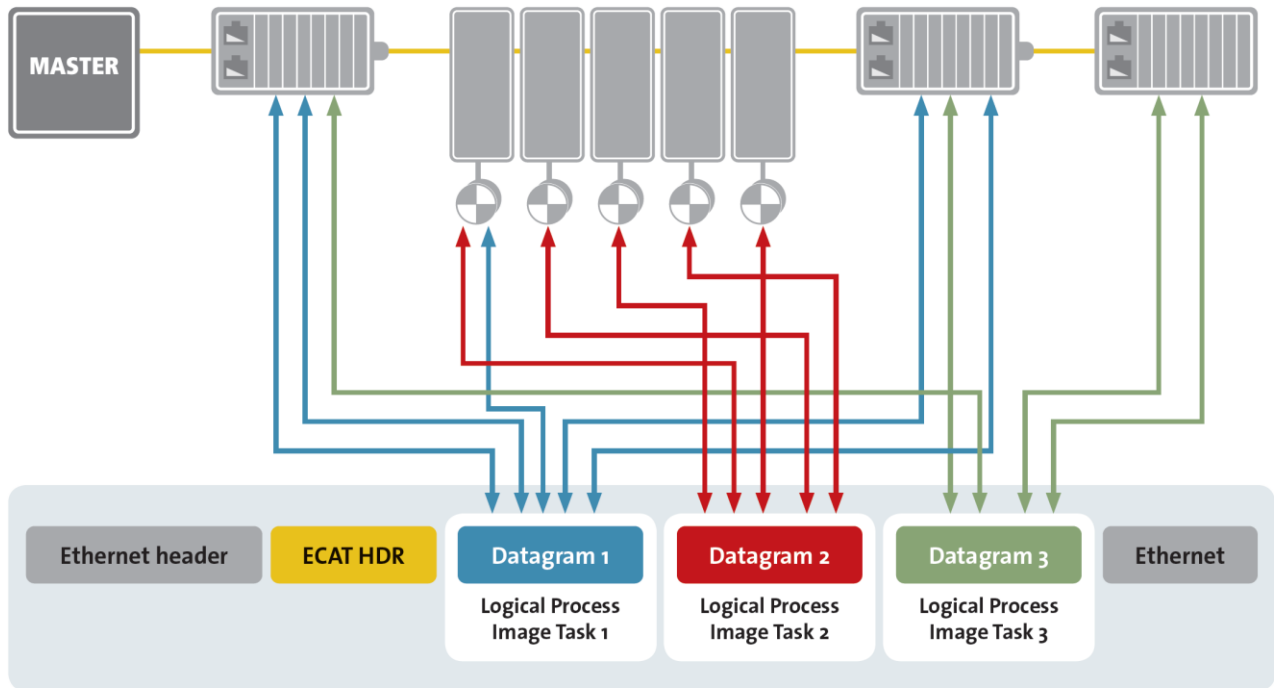 MASTER
Ethernet header
ECAT HDR
Datagram 1
Datagram 2
Datagram 3
Ethernet
Logical Process
Image Task 1
Logical Process
Image Task 2
Logical Process
Image Task 3